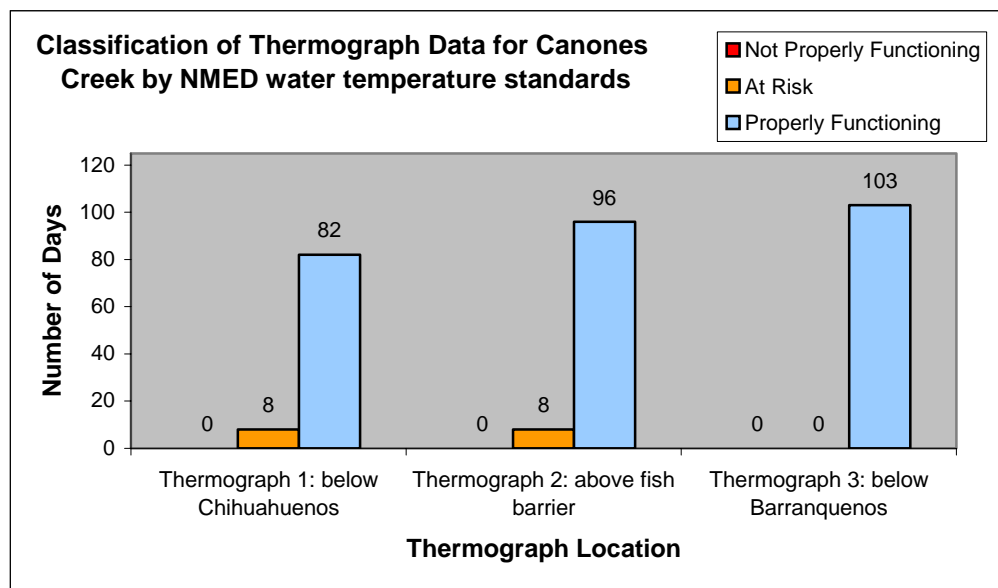 Classification of Thermograph Data for Canones
Creek by NMED water temperature standards
Not Properly Functioning
At Risk
Properly Functioning
Number of Days
120
100
80
60
40
20
0
0
8
82
0
8
96
0
0
103
Thermograph 1: below
Chihuahuenos
Thermograph 2: above fish
barrier
Thermograph 3: below
Barranquenos
Thermograph Location